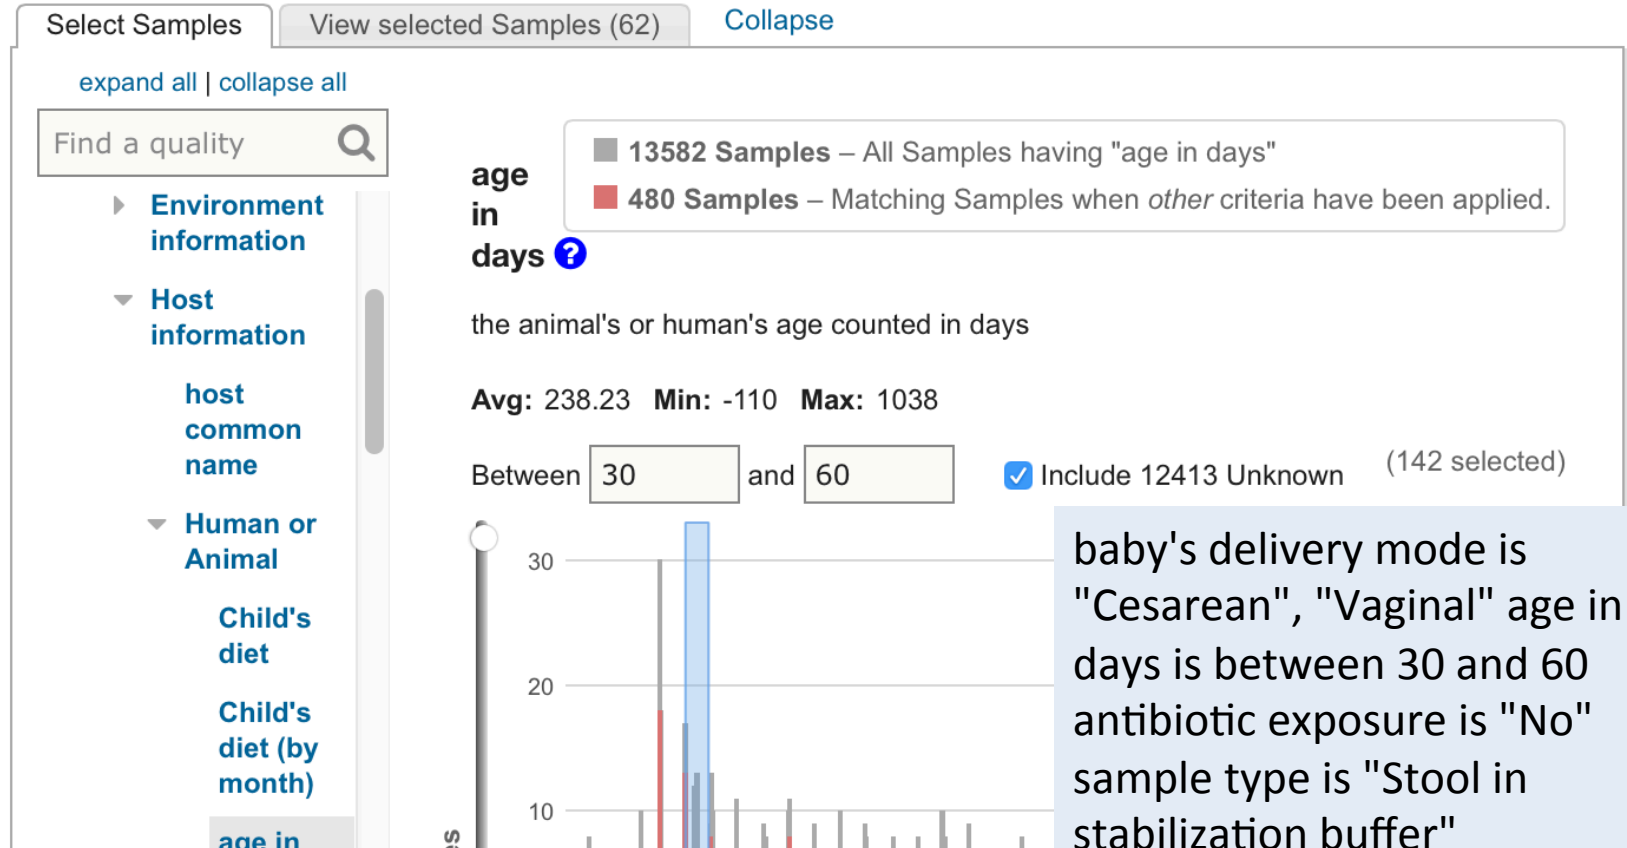 Select Samples
View selected Samples (62)
Collapse
expand all | collapse all
Find a quality
Environment
information
Host
information
host
common
name
Human or
Animal
Child's
diet
Child's
diet (by
month)
age in
age
in
days ?
13582 Samples – All Samples having "age in days"
480 Samples – Matching Samples when other criteria have been applied.
the animal's or human's age counted in days
Avg: 238.23 Min: -110 Max: 1038
Between 30 and 60 Include 12413 Unknown (142 selected)
30
20
10
baby's delivery mode is
"Cesarean", "Vaginal" age in
days is between 30 and 60
antibiotic exposure is "No"
sample type is "Stool in
stabilization buffer"